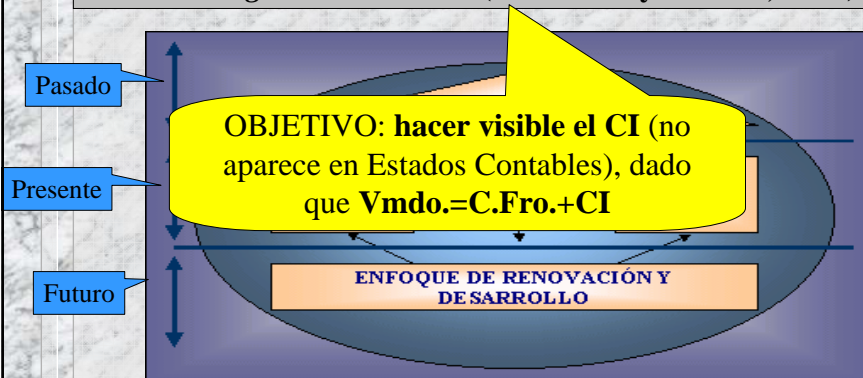 Pasado
OBJETIVO: hacer visible el CI (no
aparece en Estados Contables), dado
que Vmdo.=C.Fro.+CI
Presente
Futuro
ENFOQUE DE RENOVACIÓN Y
DESARROLLO